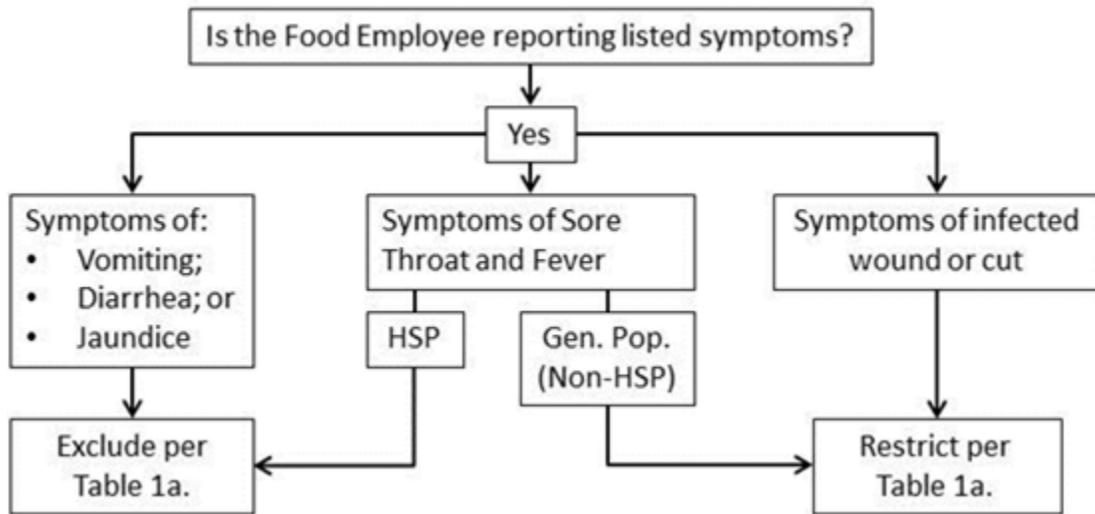 Is the Food Employee reporting listed symptoms?
Yes
Symptoms of:
• Vomiting;
• Diarrhea; or
• Jaundice
Symptoms of Sore
Throat and Fever
Symptoms of infected
wound or cut
HSP
Gen. Pop.
(Non-HSP)
Exclude per
Table 1a.
Restrict per
Table 1a.